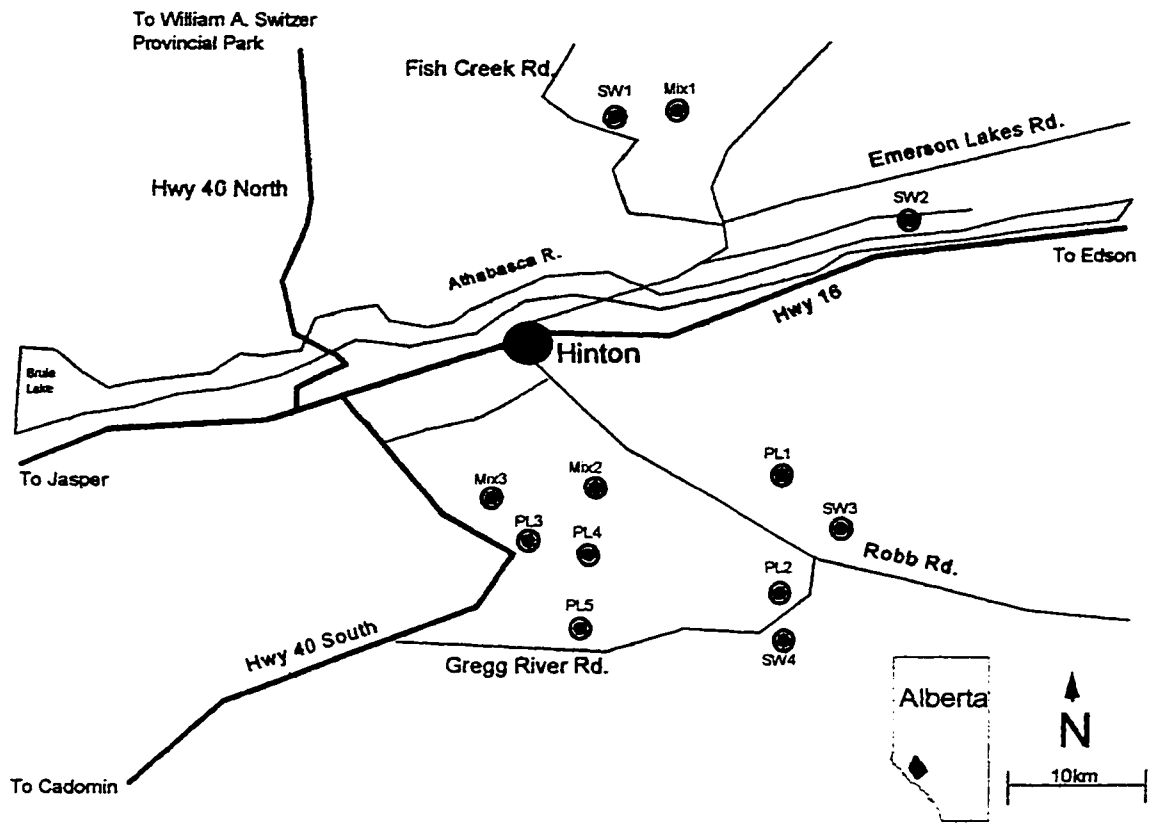 To William A. Switzer
Provincial Park
Fish Creek Rd.
SW1
Mix1
Emerson Lakes Rd.
Hwy 40 North
SW2
Athabasca R.
To Edson
Hwy 16
Hinton
Brule
Lake
To Jasper
Mix3
Mix2
PL1
PL3
PL4
SW3
Robb Rd.
PL2
PL5
Hwy 40 South
Gregg River Rd.
SW4
Alberta
N
10km
To Cadomin